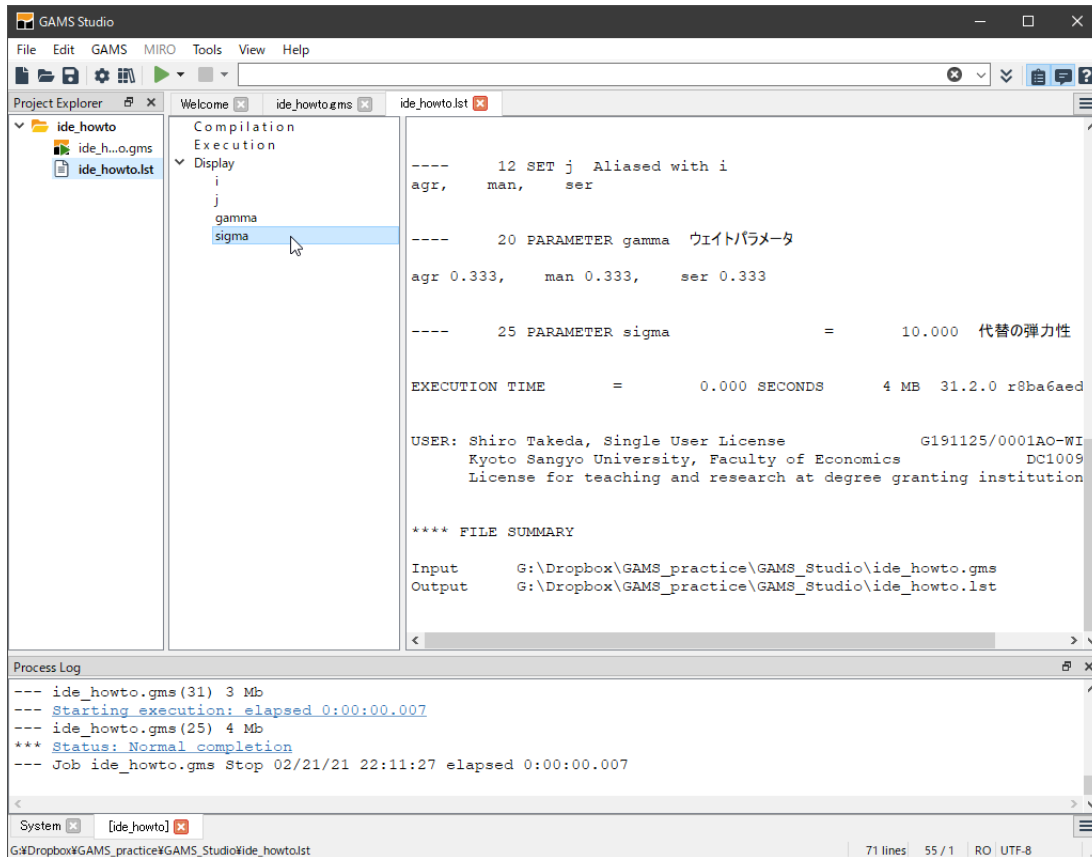 GAMS Studio
File Edit GAMS MIRO Tools View Help
Project Explorer
Welcome ide_howto.gms ide_howto.lst
ide_howto
ide_h...o.gms
ide_howto.lst
Compilation
Execution
Display
i
j
gamma
sigma
---- 12 SET j Aliased with i
agr, man, ser
---- 20 PARAMETER gamma ウェイトパラメータ
agr 0.333, man 0.333, ser 0.333
---- 25 PARAMETER sigma = 10.000 代替の弾力性
EXECUTION TIME = 0.000 SECONDS 4 MB 31.2.0 r8ba6aed
USER: Shiro Takeda, Single User License G191125/0001AO-WI
Kyoto Sangyo University, Faculty of Economics DC1009
License for teaching and research at degree granting institution
**** FILE SUMMARY
Input G:\Dropbox\GAMS_practice\GAMS_Studio\ide_howto.gms
Output G:\Dropbox\GAMS_practice\GAMS_Studio\ide_howto.lst
Process Log
--- ide_howto.gms(31) 3 Mb
--- Starting execution: elapsed 0:00:00.007
--- ide_howto.gms(25) 4 Mb
*** Status: Normal completion
--- Job ide_howto.gms Stop 02/21/21 22:11:27 elapsed 0:00:00.007
System [ide_howto]
G:¥Dropbox¥GAMS_practice¥GAMS_Studio¥ide_howto.lst 71 lines 55 / 1 RO UTF-8